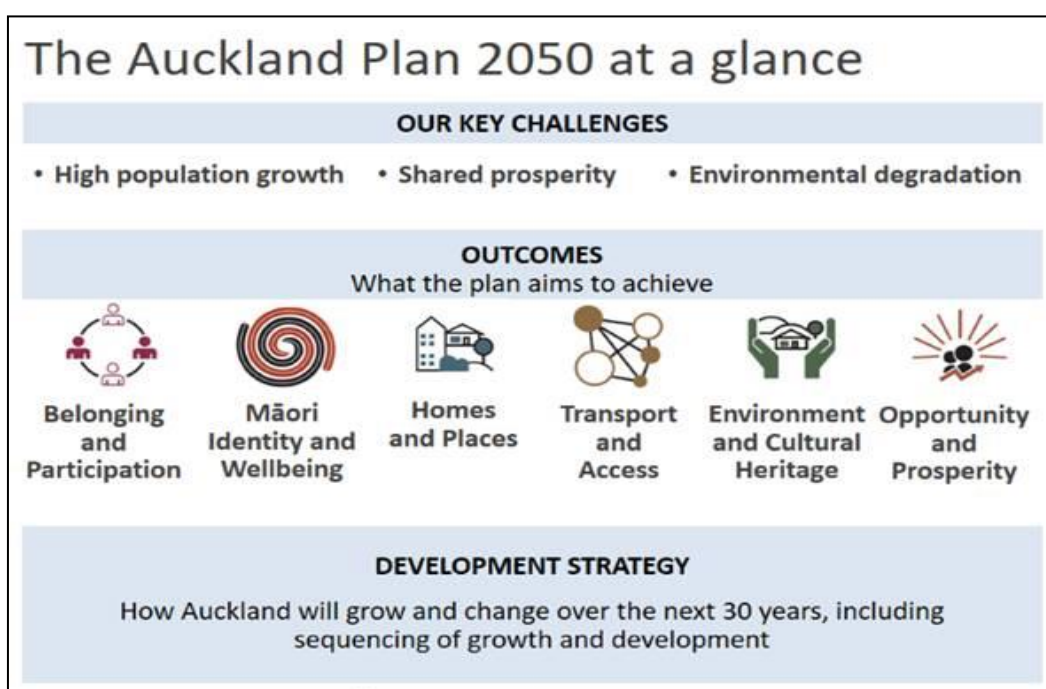 The Auckland Plan 2050 at a glance
OUR KEY CHALLENGES
• High population growth • Shared prosperity • Environmental degradation
OUTCOMES
What the plan aims to achieve
Belonging
and
Participation
Māori
Identity and
Wellbeing
Homes
and Places
Transport
and
Access
Environment
and Cultural
Heritage
Opportunity
and
Prosperity
DEVELOPMENT STRATEGY
How Auckland will grow and change over the next 30 years, including
sequencing of growth and development